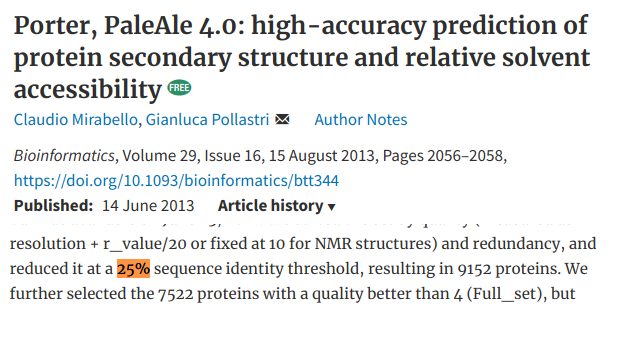 Porter, PaleAle 4.0: high-accuracy prediction of
protein secondary structure and relative solvent
accessibility FREE
Claudio Mirabello, Gianluca Pollastri Author Notes
Bioinformatics, Volume 29, Issue 16, 15 August 2013, Pages 2056–2058,
https://doi.org/10.1093/bioinformatics/btt344
Published: 14 June 2013 Article history
resolution + r_value/20 or fixed at 10 for NMR structures) and redundancy, and
reduced it at a 25% sequence identity threshold, resulting in 9152 proteins. We
further selected the 7522 proteins with a quality better than 4 (Full_set), but